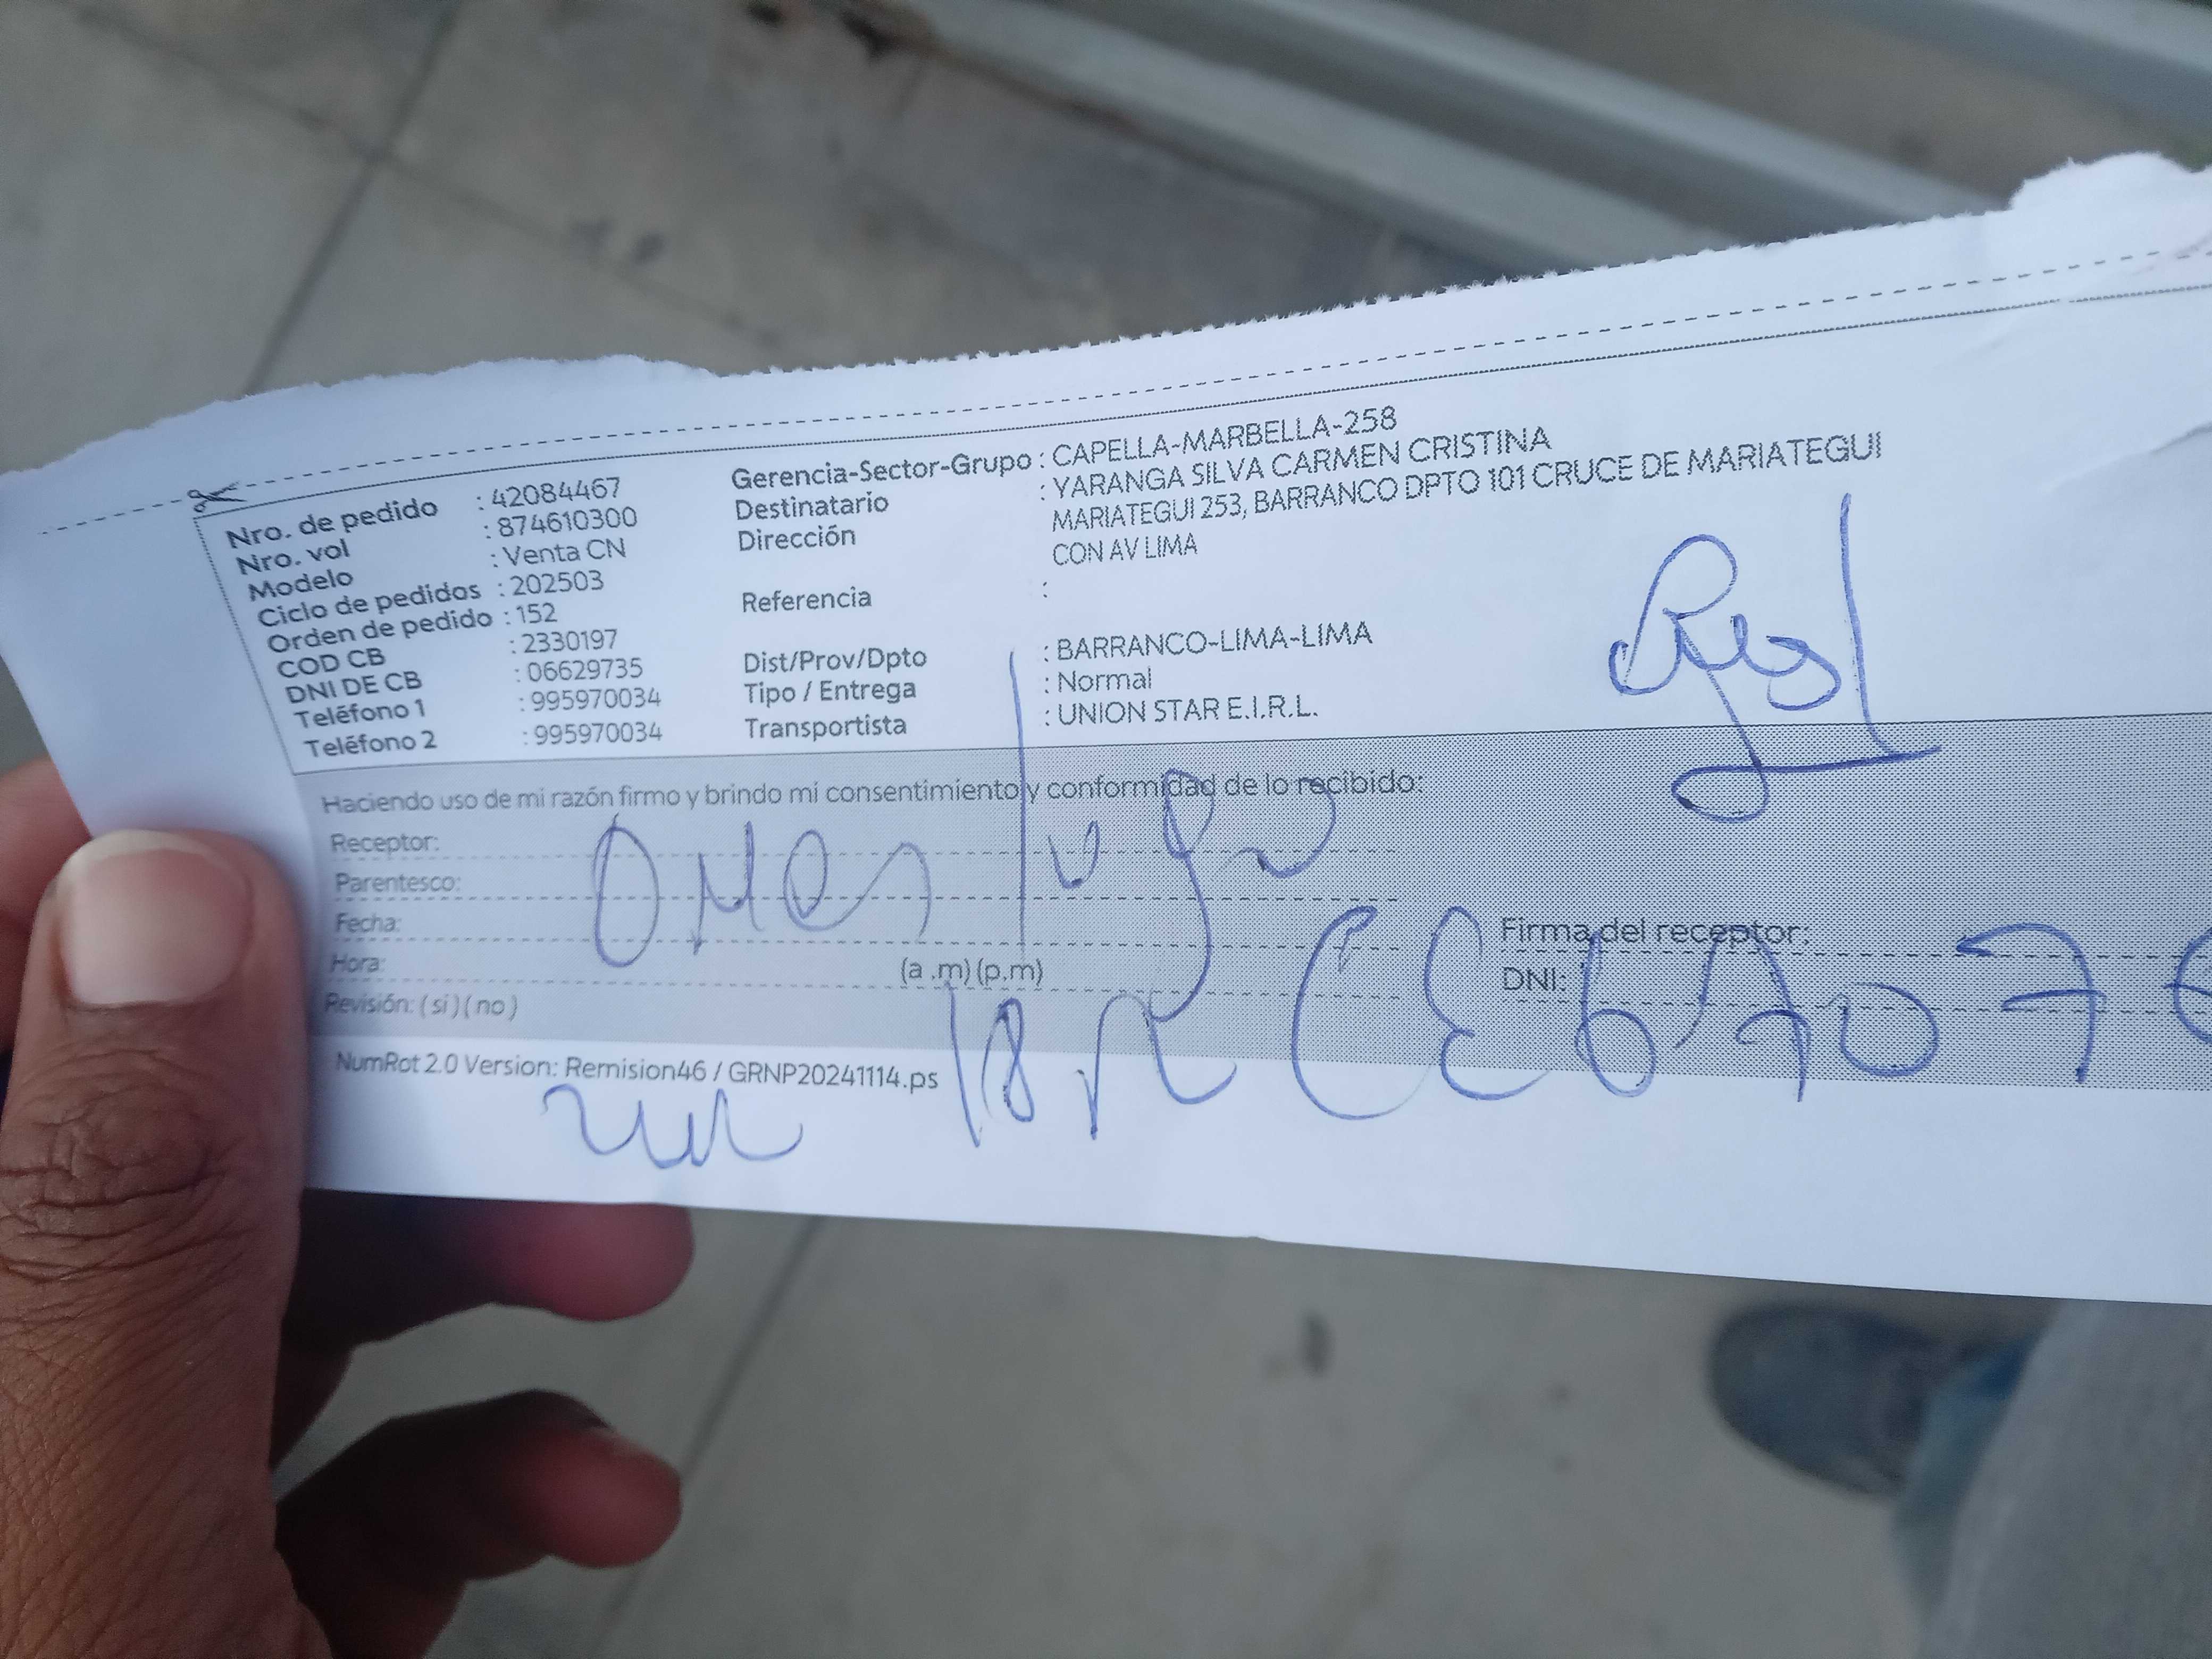 Nro. de pedido : 42084467
Nro. vol : 874610300
Modelo : Venta CN
Ciclo de pedidos : 202503
Orden de pedido : 152
COD CB : 2330197
DNI DE CB : 06629735
Teléfono 1 : 995970034
Teléfono 2 : 995970034
Gerencia-Sector-Grupo : CAPELLA-MARBELLA-258
Destinatario : YARANGA SILVA CARMEN CRISTINA
Dirección MARIATEGUI 253, BARRANCO DPTO 101 CRUCE DE MARIATEGUI
CON AV LIMA
Referencia :
Dist/Prov/Dpto : BARRANCO-LIMA-LIMA
Tipo / Entrega : Normal
Transportista : UNION STAR E.I.R.L.
Haciendo uso de mi razón firmo y brindo mi consentimiento y conformidad de lo recibido:
Receptor:
Parentesco:
Fecha:
Hora: (a .m) (p.m)
Revisión: ( si ) ( no )
Firma del receptor:
DNI:
NumRot 2.0 Version: Remision46 / GRNP20241114.ps